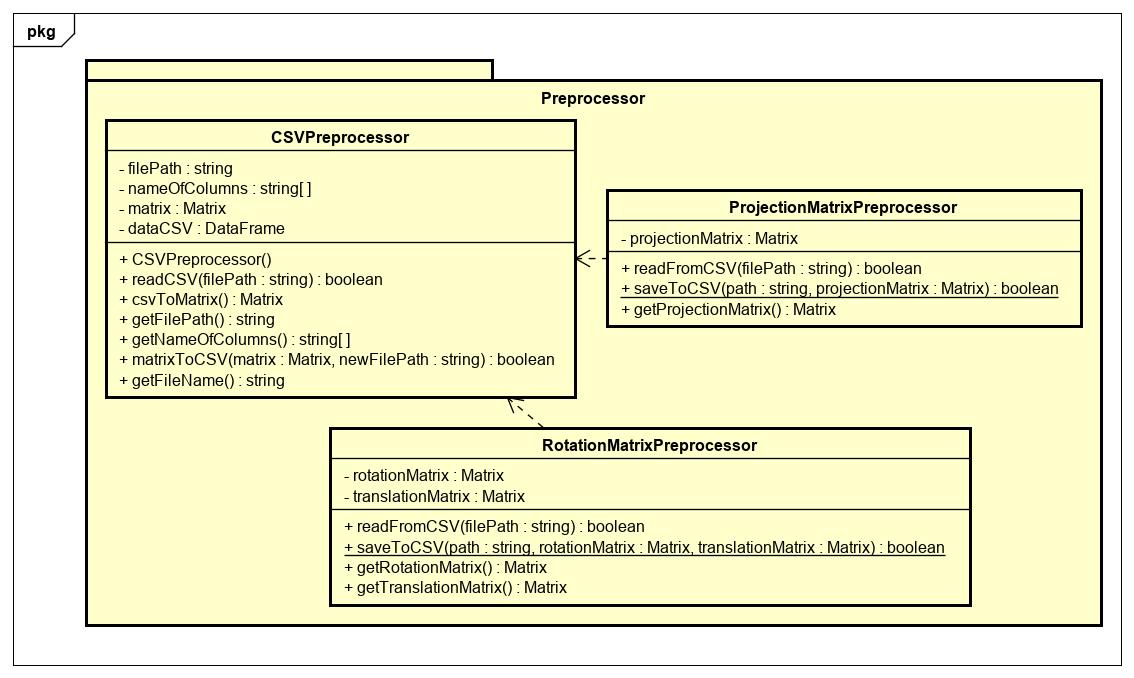 pkg
Preprocessor
CSVPreprocessor
- filePath : string
- nameOfColumns : string[ ]
- matrix : Matrix
- dataCSV : DataFrame
+ CSVPreprocessor()
+ readCSV(filePath : string) : boolean
+ csvToMatrix() : Matrix
+ getFilePath() : string
+ getNameOfColumns() : string[ ]
+ matrixToCSV(matrix : Matrix, newFilePath : string) : boolean
+ getFileName() : string
ProjectionMatrixPreprocessor
- projectionMatrix : Matrix
+ readFromCSV(filePath : string) : boolean
+ saveToCSV(path : string, projectionMatrix : Matrix) : boolean
+ getProjectionMatrix() : Matrix
RotationMatrixPreprocessor
- rotationMatrix : Matrix
- translationMatrix : Matrix
+ readFromCSV(filePath : string) : boolean
+ saveToCSV(path : string, rotationMatrix : Matrix, translationMatrix : Matrix) : boolean
+ getRotationMatrix() : Matrix
+ getTranslationMatrix() : Matrix